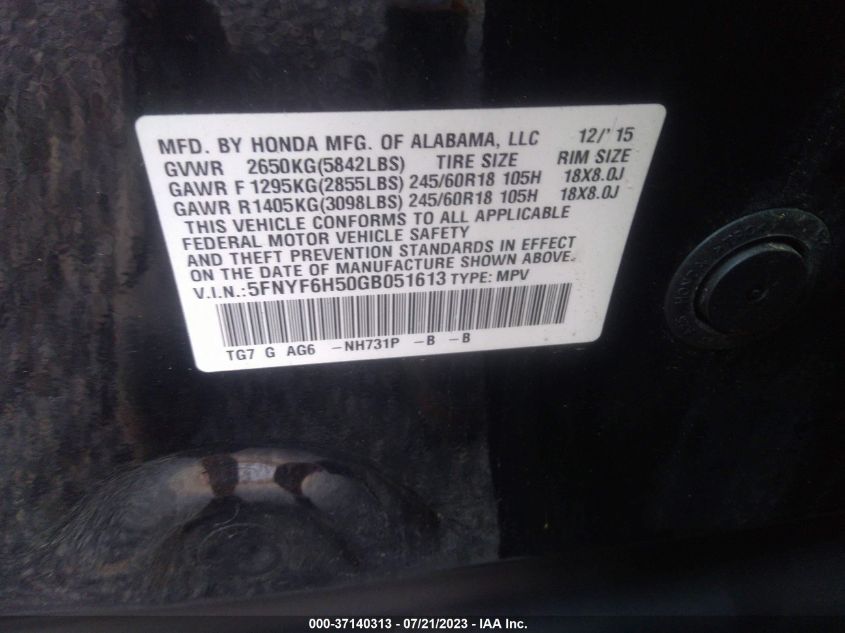 MFD. BY HONDA MFG. OF ALABAMA, LLC 12/'15
GVWR 2650KG(5842LBS) TIRE SIZE RIM SIZE
GAWR F 1295KG(2855LBS) 245/60R18 105H 18X8.0J
GAWR R1405KG(3098LBS) 245/60R18 105H 18X8.0J
THIS VEHICLE CONFORMS TO ALL APPLICABLE
FEDERAL MOTOR VEHICLE SAFETY
AND THEFT PREVENTION STANDARDS IN EFFECT
ON THE DATE OF MANUFACTURE SHOWN ABOVE.
V.I.N.:5FNYF6H50GB051613 TYPE: MPV
TG7 G AG6 -NH731P -B -B
000-37140313 / 07/21/2023 - IAA Inc.